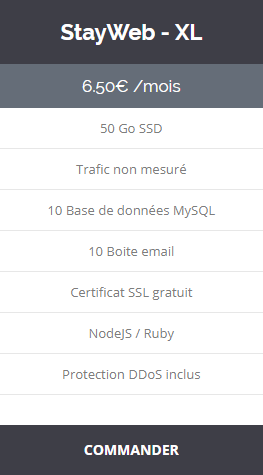 StayWeb - XL
6.50€ /mois
50 Go SSD
Trafic non mesuré
10 Base de données MySQL
10 Boite email
Certificat SSL gratuit
NodeJS / Ruby
Protection DDoS inclus
COMMANDER